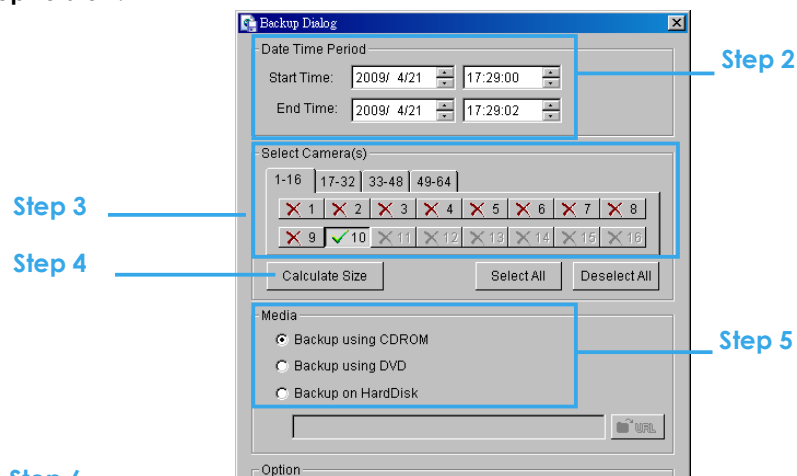 Backup Dialog
Date Time Period
Step 2
Start Time: 2009/ 4/21 17:29:00
End Time: 2009/ 4/21 17:29:02
Select Camera(s)
1-16 17-32 33-48 49-64
Step 3
1 2 3 4 5 6 7 8
9 10 11 12 13 14 15 16
Step 4
Calculate Size Select All Deselect All
Media
Backup using CDROM
Step 5
Backup using DVD
Backup on HardDisk
URL
Option